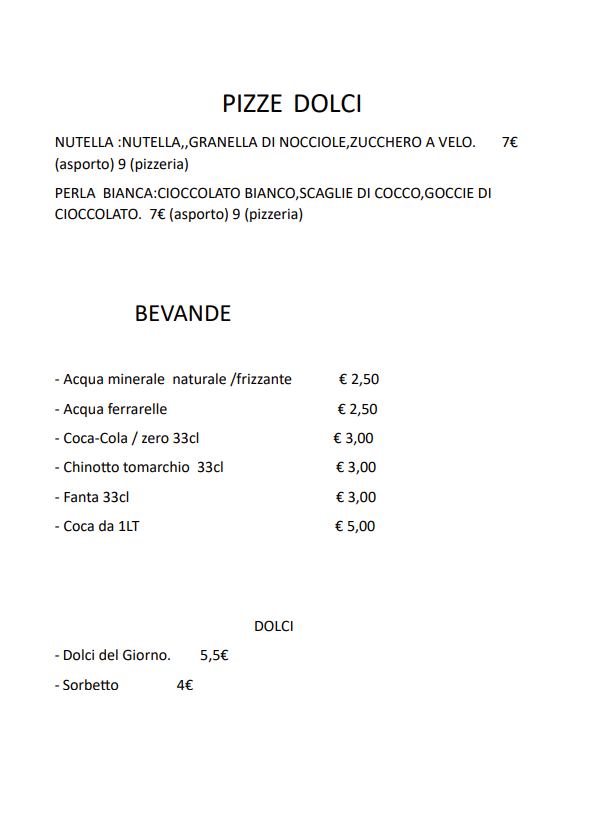 PIZZE DOLCI
NUTELLA :NUTELLA,,GRANELLA DI NOCCIOLE,ZUCCHERO A VELO. 7€
(asporto) 9 (pizzeria)
PERLA BIANCA:CIOCCOLATO BIANCO,SCAGLIE DI COCCO,GOCCIE DI
CIOCCOLATO. 7€ (asporto) 9 (pizzeria)
BEVANDE
- Acqua minerale naturale /frizzante € 2,50
- Acqua ferrarelle € 2,50
- Coca-Cola / zero 33cl € 3,00
- Chinotto tomarchio 33cl € 3,00
- Fanta 33cl € 3,00
- Coca da 1LT € 5,00
DOLCI
- Dolci del Giorno. 5,5€
- Sorbetto 4€